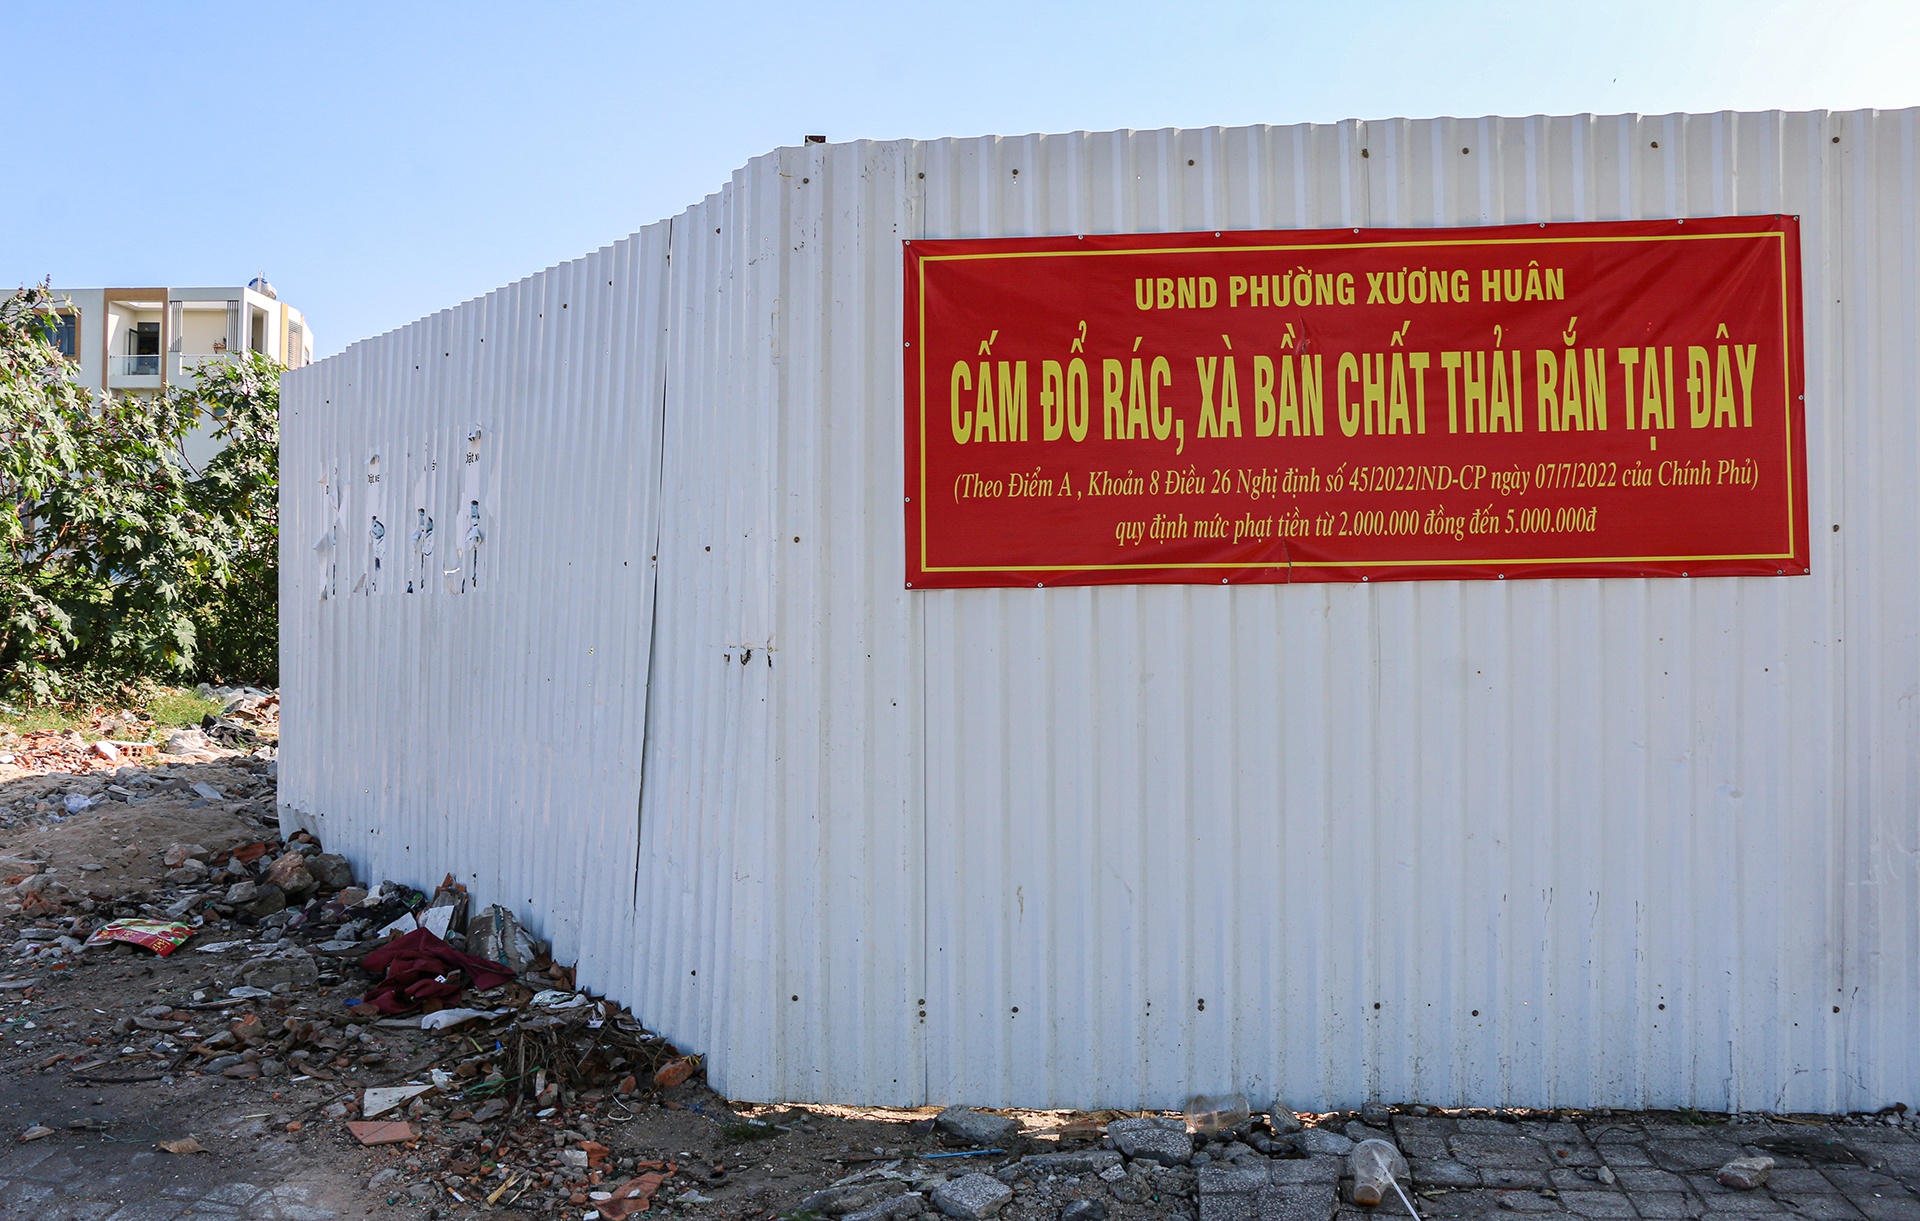 UBND PHƯỜNG XƯƠNG HUÂN
CẤM ĐỔ RÁC, XÀ BẦN CHẤT THẢI RẮN TẠI ĐÂY
(Theo Điểm A , Khoản 8 Điều 26 Nghị định số 45/2022/NĐ-CP ngày 07/7/2022 của Chính Phủ)
quy định mức phạt tiền từ 2.000.000 đồng đến 5.000.000đ